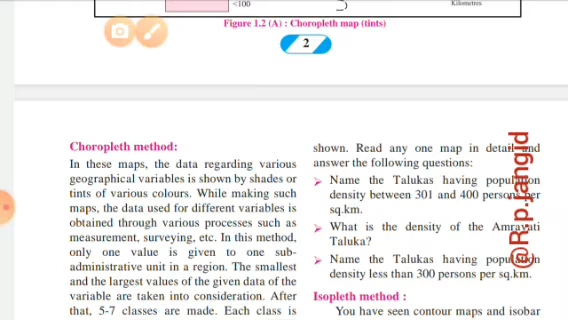 <100
Kilometres
Figure 1.2 (A) : Choropleth map (tints)
2
Choropleth method:
In these maps, the data regarding various
geographical variables is shown by shades or
tints of various colours. While making such
maps, the data used for different variables is
obtained through various processes such as
measurement, surveying, etc. In this method,
only one value is given to one sub-
administrative unit in a region. The smallest
and the largest values of the given data of the
variable are taken into consideration. After
that, 5-7 classes are made. Each class is
shown. Read any one map in detail and
answer the following questions:
➢ Name the Talukas having population
density between 301 and 400 persons per
sq.km.
➢ What is the density of the Amravati
Taluka?
➢ Name the Talukas having population
density less than 300 persons per sq.km.
Isopleth method :
You have seen contour maps and isobar
@R.p.jangid